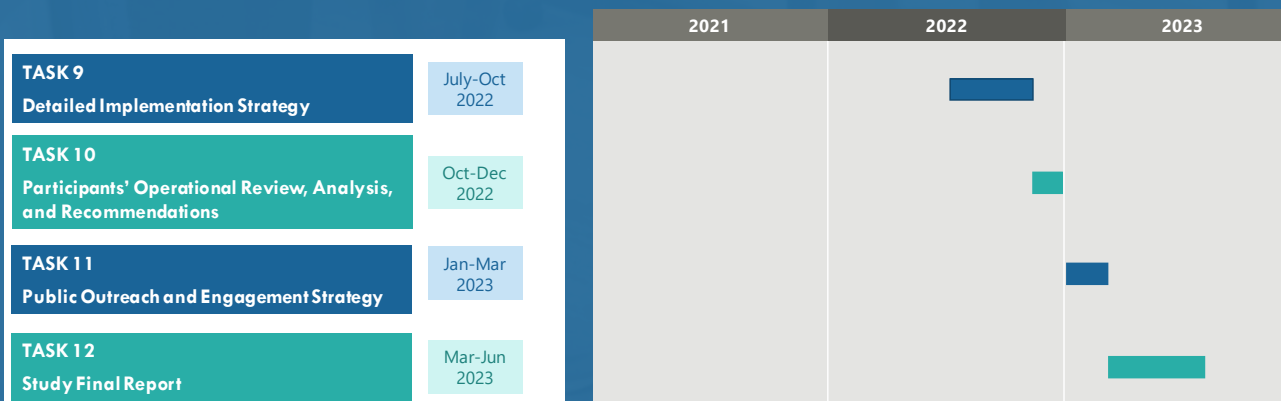 2021
2022
2023
TASK 9
Detailed Implementation Strategy
July-Oct
2022
TASK 10
Participants' Operational Review, Analysis,
and Recommendations
Oct-Dec
2022
TASK 11
Public Outreach and Engagement Strategy
Jan-Mar
2023
TASK 12
Study Final Report
Mar-Jun
2023